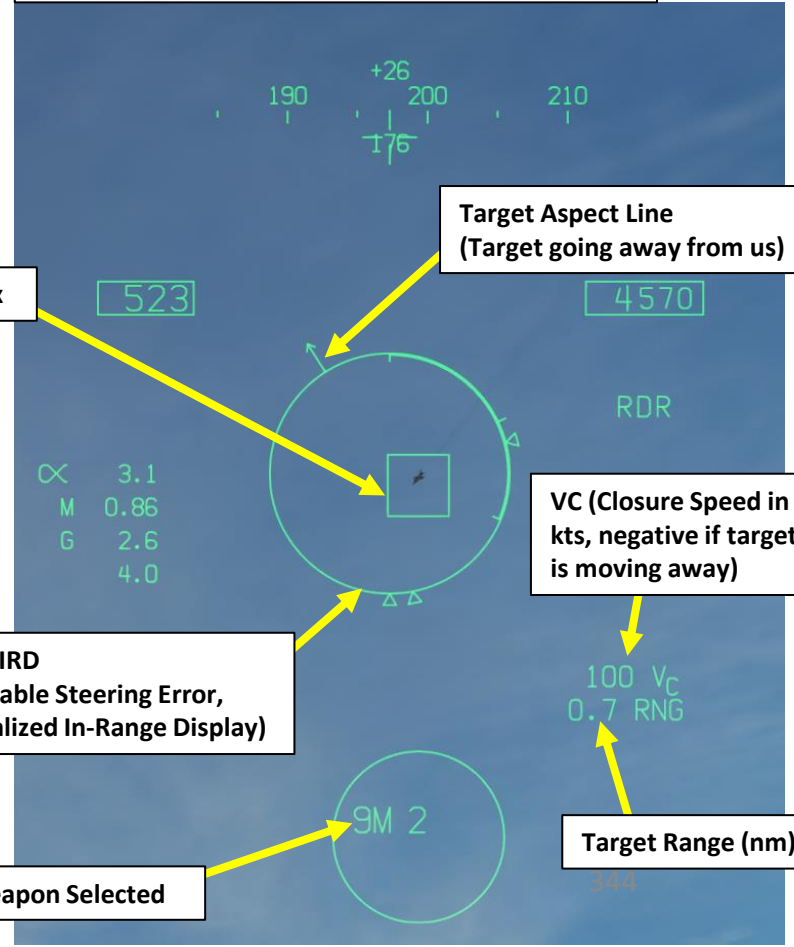 +26
190 200 210
176
Target Aspect Line
(Target going away from us)
x
523
4570
RDR
α 3.1
M 0.86
G 2.6
4.0
VC (Closure Speed in
kts, negative if target
is moving away)
IRD
able Steering Error,
alized In-Range Display)
100 VC
0.7 RNG
9M 2
Target Range (nm)
344
eapon Selected